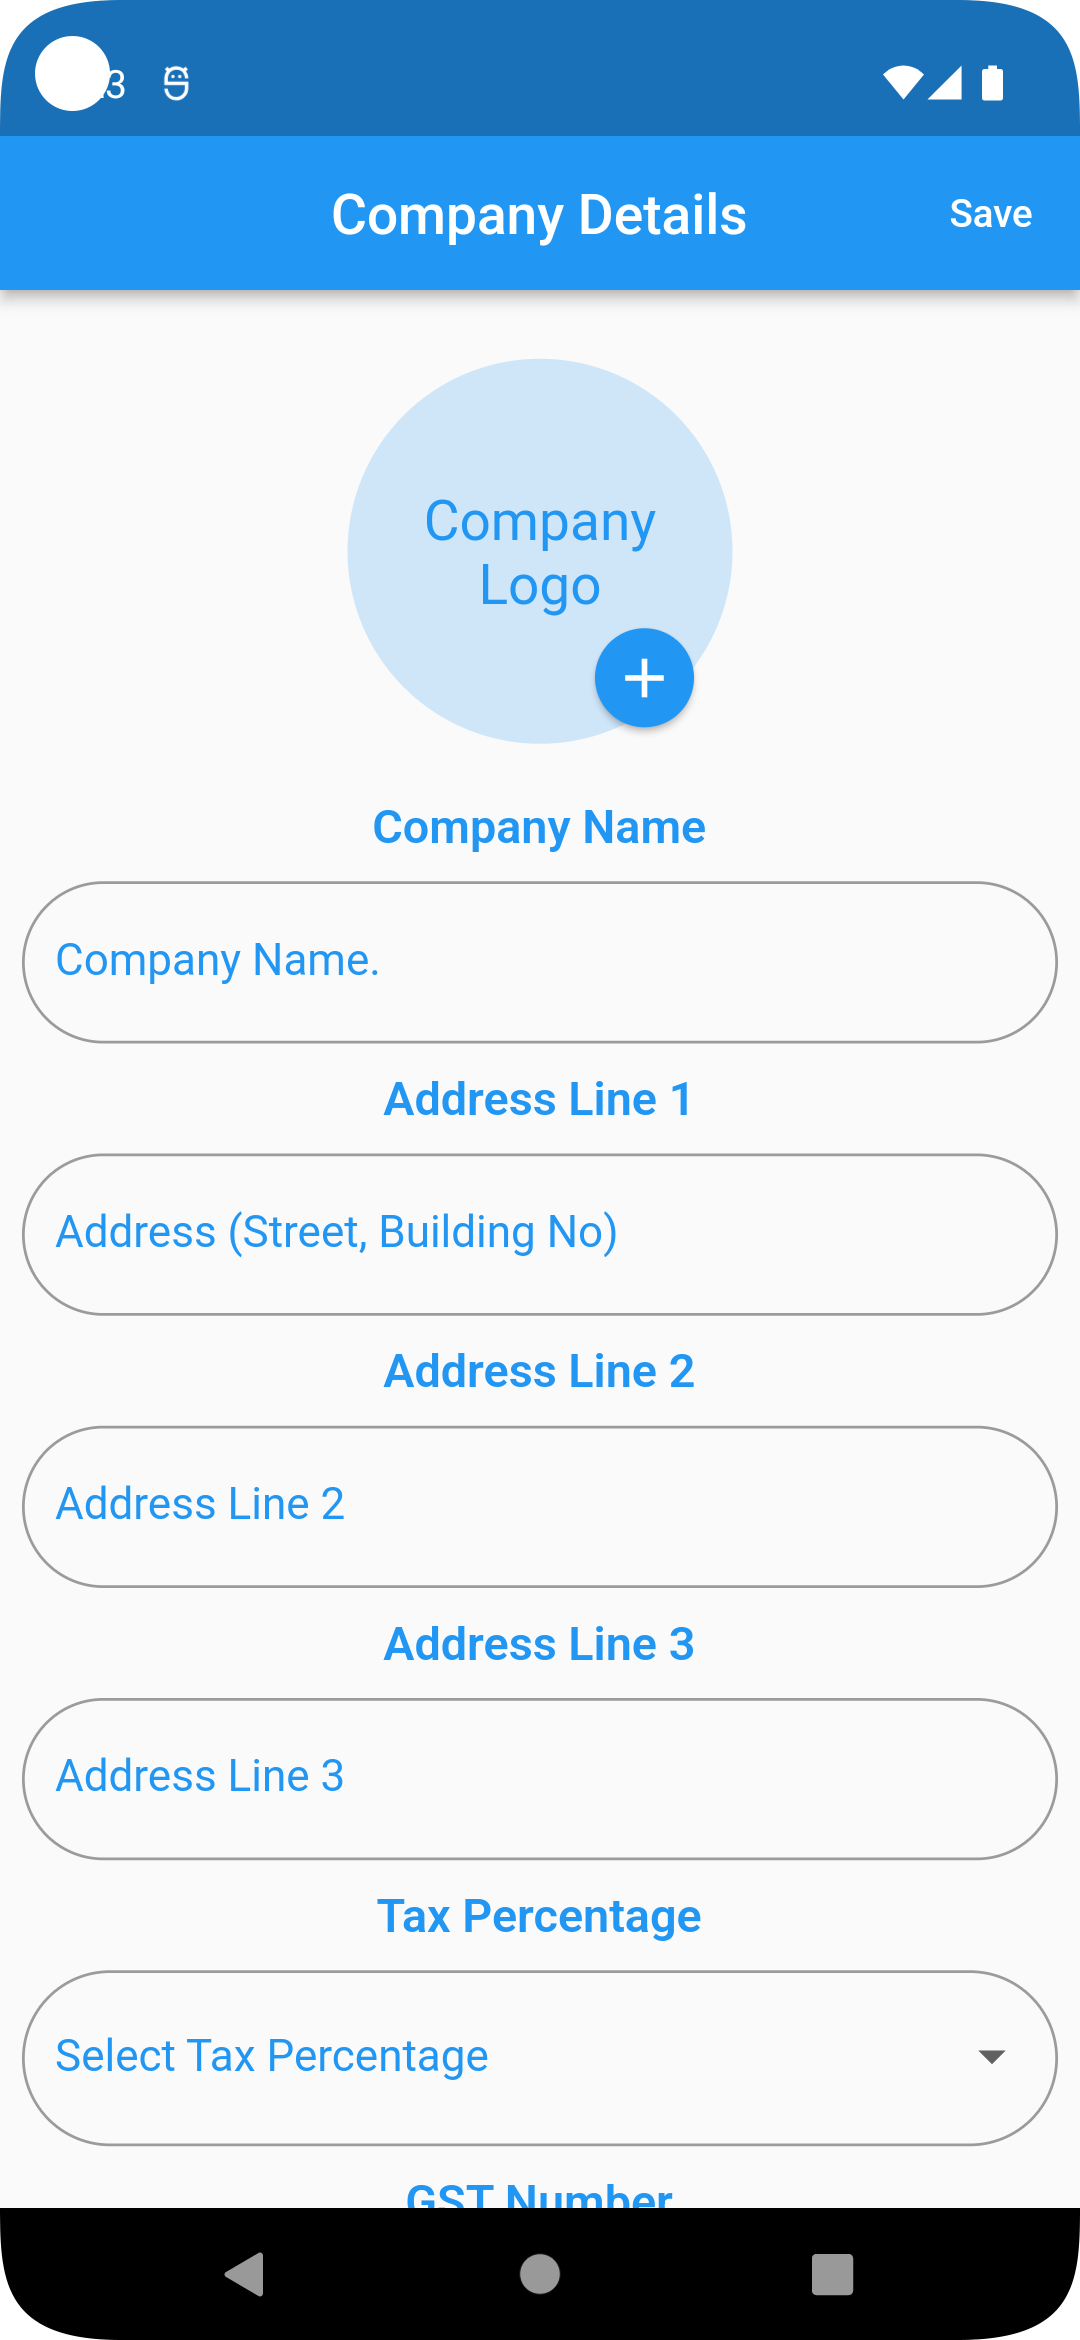 Company Details
Save
Company
Logo
Company Name
Company Name.
Address Line 1
Address (Street, Building No)
Address Line 2
Address Line 2
Address Line 3
Address Line 3
Tax Percentage
Select Tax Percentage
GST Number